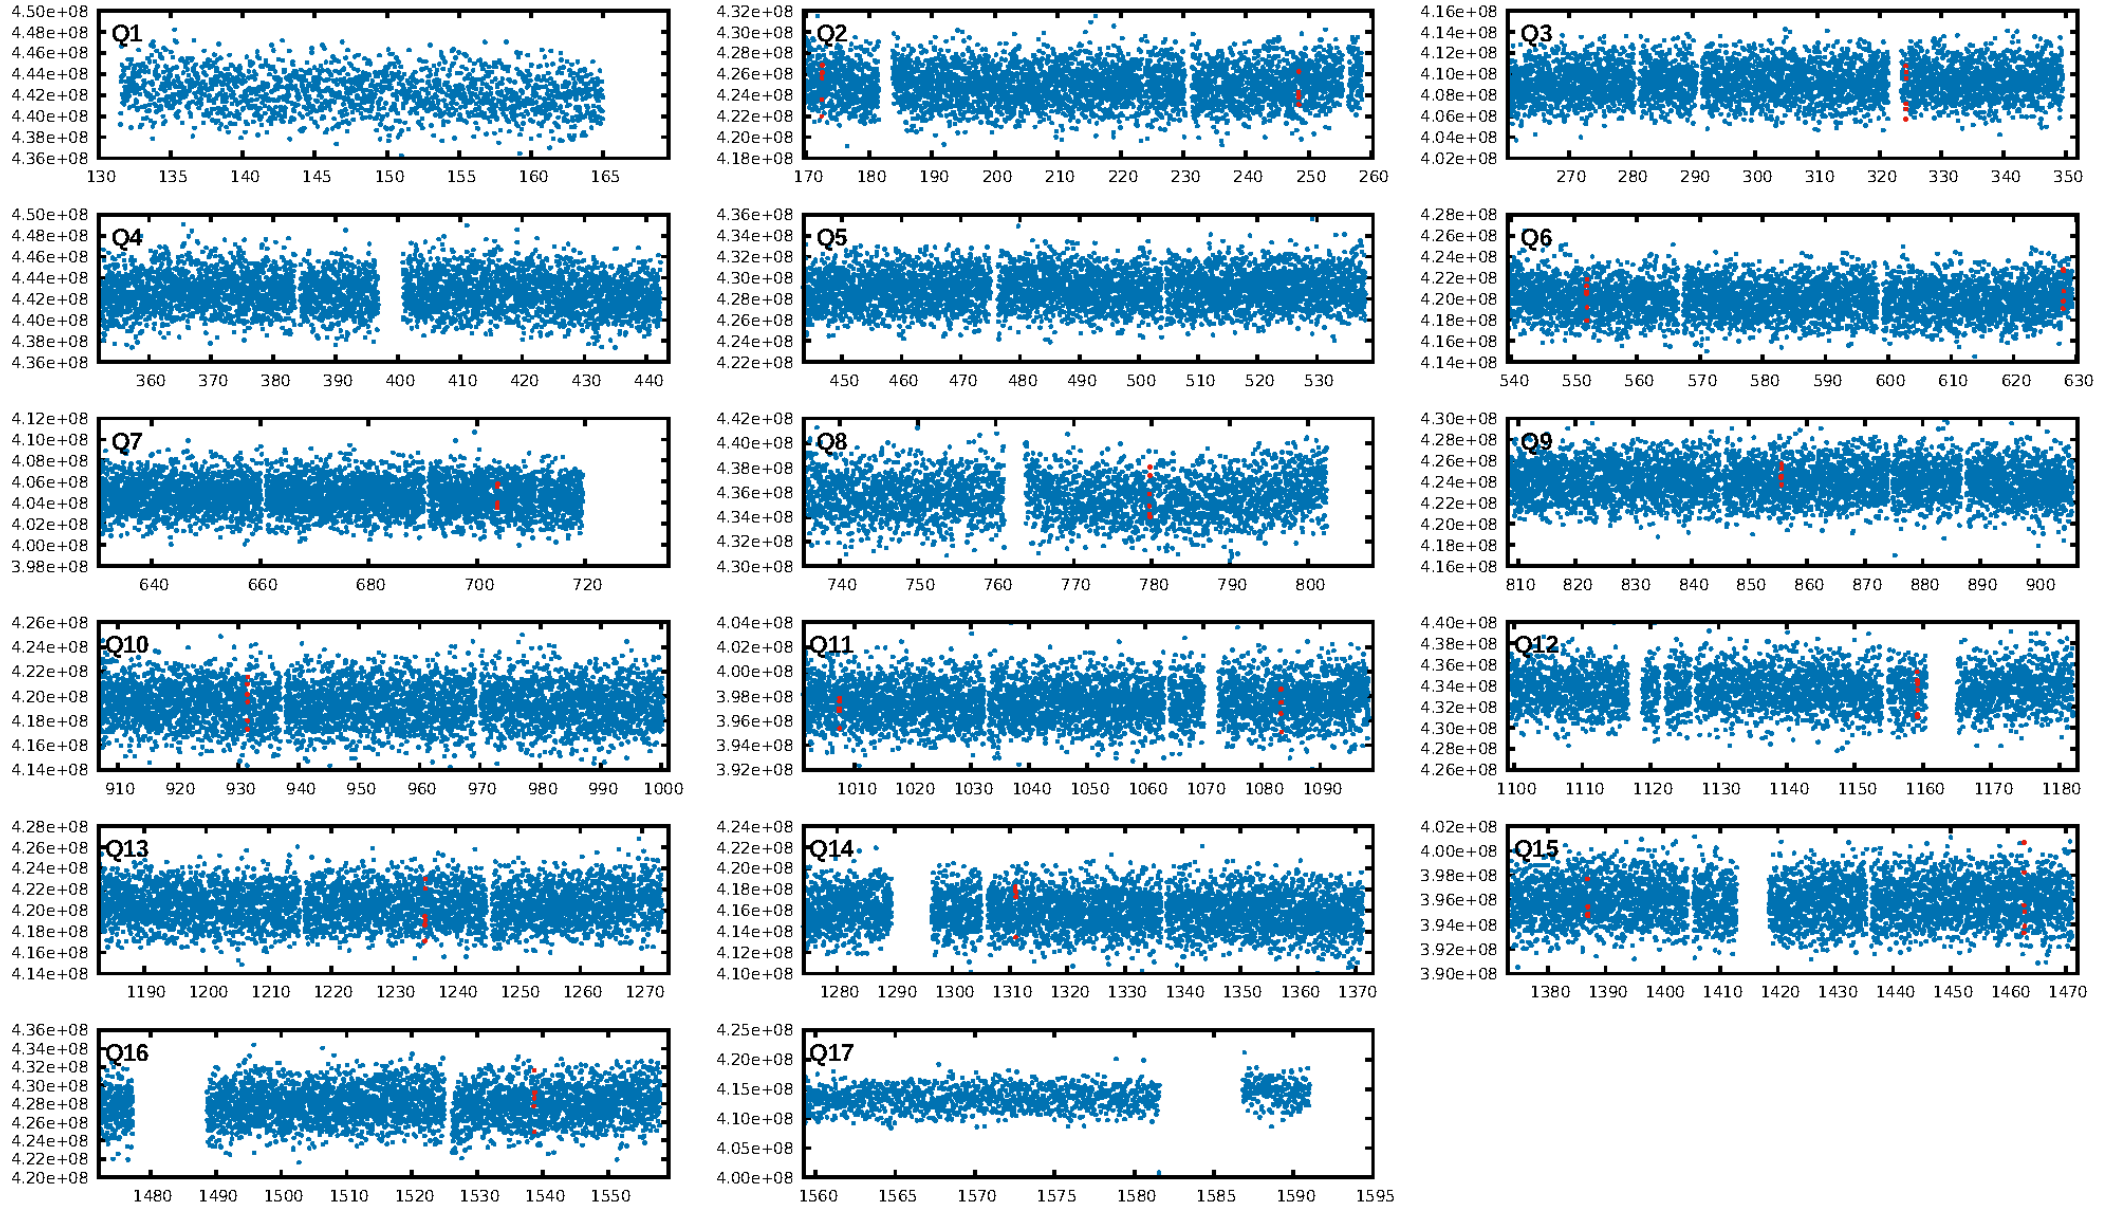 4.50e+08 4.48e+08 4.46e+08 4.44e+08 4.42e+08 4.40e+08 4.38e+08 4.36e+08
Q1
130 135 140 145 150 155 160 165
4.32e+08 4.30e+08 4.28e+08 4.26e+08 4.24e+08 4.22e+08 4.20e+08 4.18e+08
Q2
170 180 190 200 210 220 230 240 250 260
4.16e+08 4.14e+08 4.12e+08 4.10e+08 4.08e+08 4.06e+08 4.04e+08 4.02e+08
Q3
270 280 290 300 310 320 330 340 350
4.50e+08 4.48e+08 4.46e+08 4.44e+08 4.42e+08 4.40e+08 4.38e+08 4.36e+08
Q4
360 370 380 390 400 410 420 430 440
4.36e+08 4.34e+08 4.32e+08 4.30e+08 4.28e+08 4.26e+08 4.24e+08 4.22e+08
Q5
450 460 470 480 490 500 510 520 530
4.28e+08 4.26e+08 4.24e+08 4.22e+08 4.20e+08 4.18e+08 4.16e+08 4.14e+08
Q6
540 550 560 570 580 590 600 610 620 630
4.12e+08 4.10e+08 4.08e+08 4.06e+08 4.04e+08 4.02e+08 4.00e+08 3.98e+08
Q7
640 660 680 700 720
4.42e+08 4.40e+08 4.38e+08 4.36e+08 4.34e+08 4.32e+08 4.30e+08
Q8
740 750 760 770 780 790 800
4.30e+08 4.28e+08 4.26e+08 4.24e+08 4.22e+08 4.20e+08 4.18e+08 4.16e+08
Q9
810 820 830 840 850 860 870 880 890 900
4.26e+08 4.24e+08 4.22e+08 4.20e+08 4.18e+08 4.16e+08 4.14e+08
Q10
910 920 930 940 950 960 970 980 990 1000
4.04e+08 4.02e+08 4.00e+08 3.98e+08 3.96e+08 3.94e+08 3.92e+08
Q11
1010 1020 1030 1040 1050 1060 1070 1080 1090
4.40e+08 4.38e+08 4.36e+08 4.34e+08 4.32e+08 4.30e+08 4.28e+08 4.26e+08
Q12
1100 1110 1120 1130 1140 1150 1160 1170 1180
4.28e+08 4.26e+08 4.24e+08 4.22e+08 4.20e+08 4.18e+08 4.16e+08 4.14e+08
Q13
1190 1200 1210 1220 1230 1240 1250 1260 1270
4.24e+08 4.22e+08 4.20e+08 4.18e+08 4.16e+08 4.14e+08 4.12e+08 4.10e+08
Q14
1280 1290 1300 1310 1320 1330 1340 1350 1360 1370
4.02e+08 4.00e+08 3.98e+08 3.96e+08 3.94e+08 3.92e+08 3.90e+08
Q15
1380 1390 1400 1410 1420 1430 1440 1450 1460 1470
4.36e+08 4.34e+08 4.32e+08 4.30e+08 4.28e+08 4.26e+08 4.24e+08 4.22e+08 4.20e+08
Q16
1480 1490 1500 1510 1520 1530 1540 1550
4.25e+08 4.20e+08 4.15e+08 4.10e+08 4.05e+08 4.00e+08
Q17
1560 1565 1570 1575 1580 1585 1590 1595